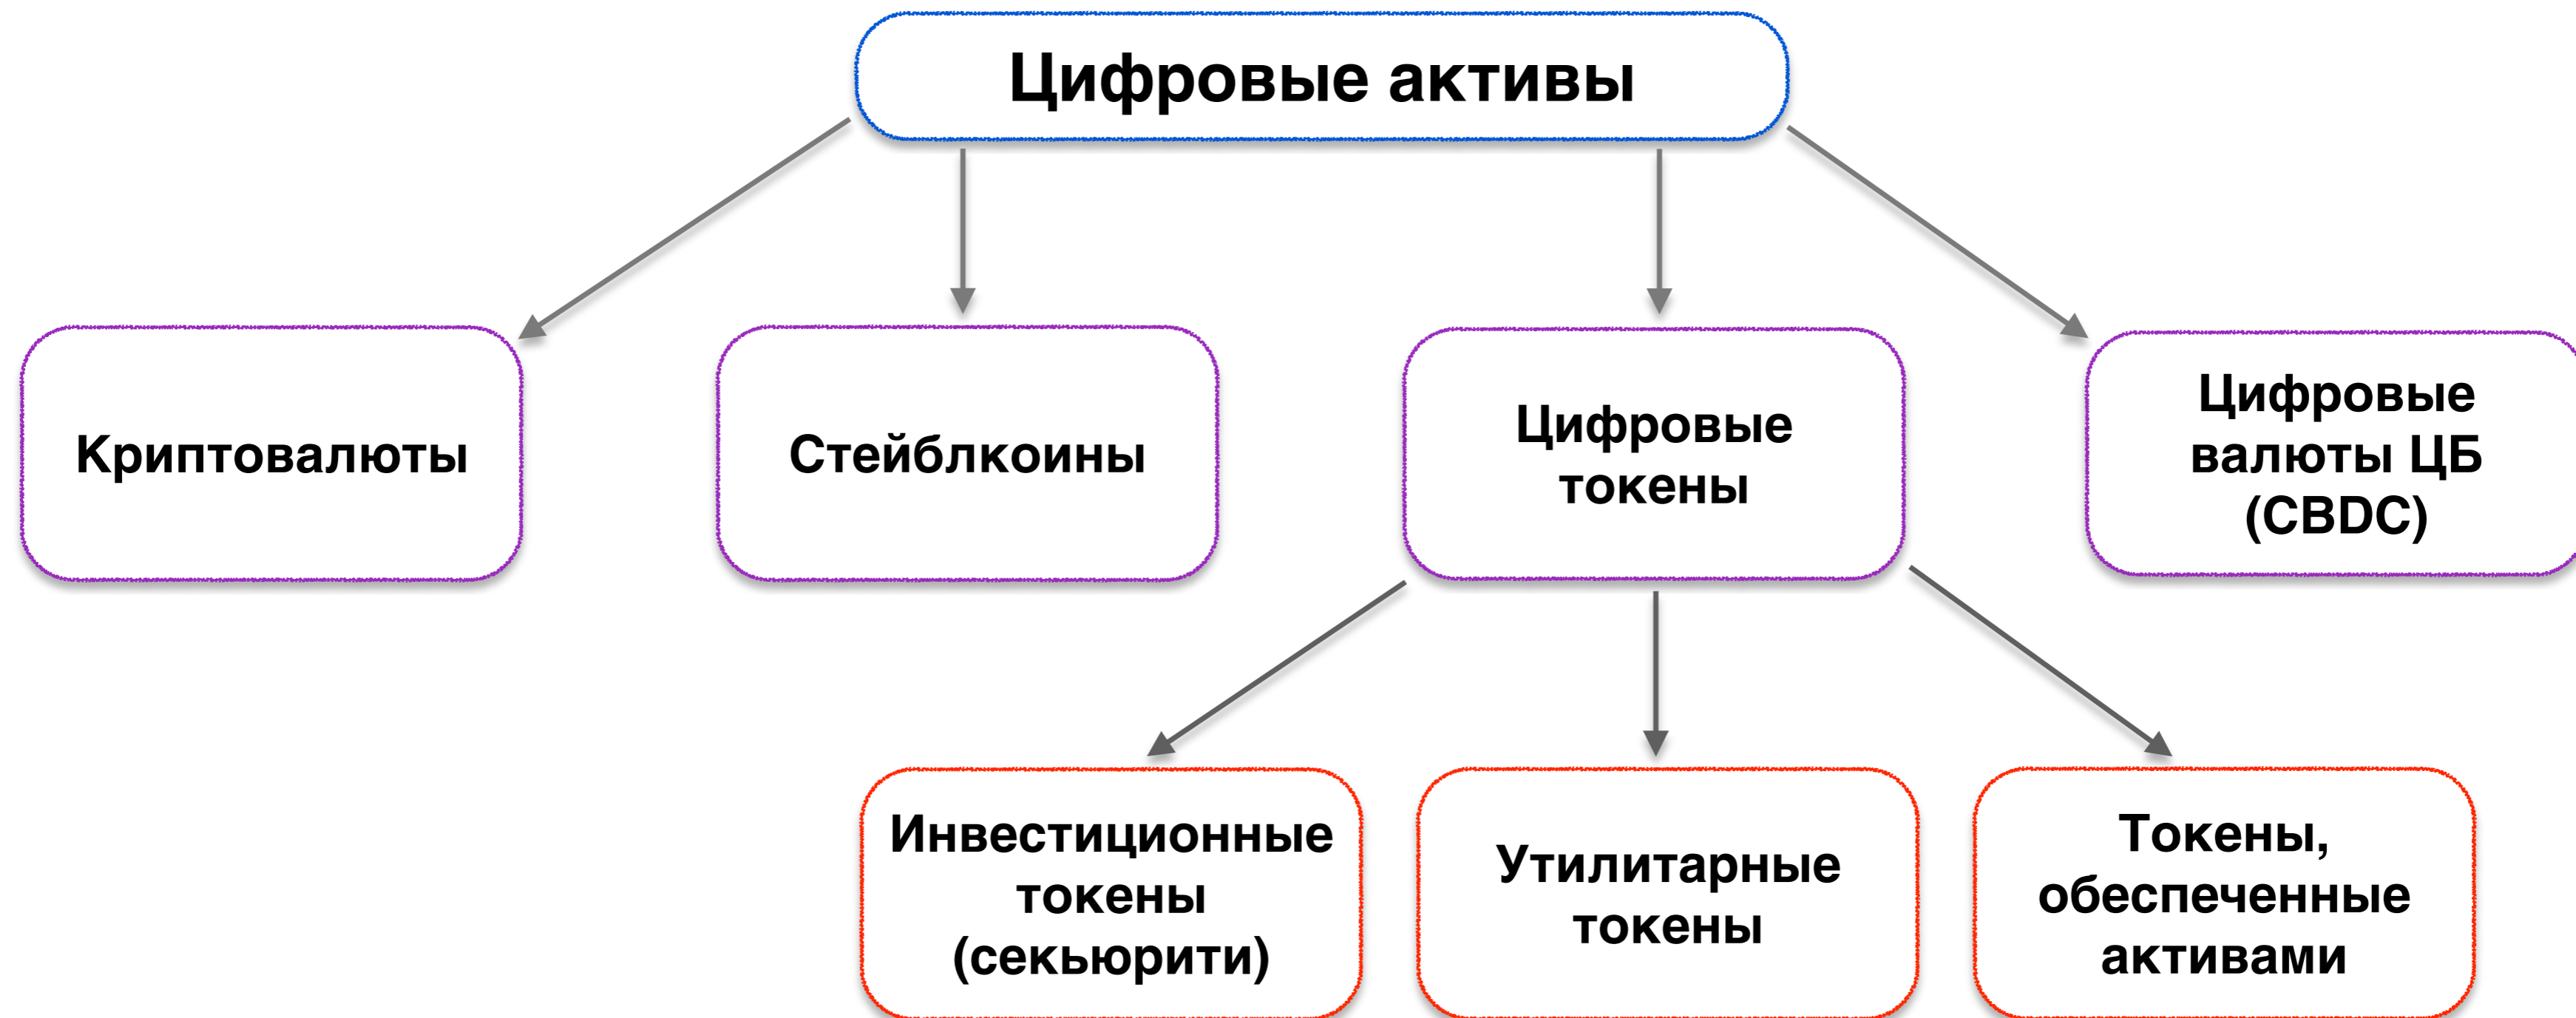 Цифровые активы
Криптовалюты
Стейблкоины
Цифровые
токены
Цифровые
валюты ЦБ
(CBDC)
Инвестиционные
токены
(секьюрити)
Утилитарные
токены
Токены,
обеспеченные
активами